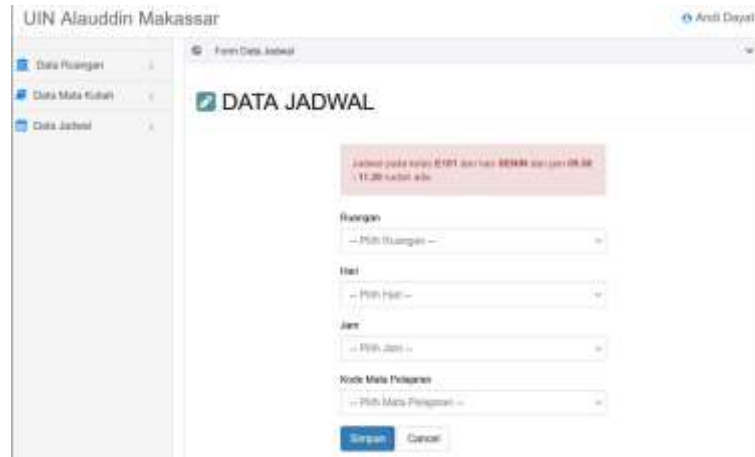 UIN Alauddin Makassar
Andi Dayat
Data Ruangan
Form Data Jadwal
Data Mata Kuliah
Data Jadwal
DATA JADWAL
Jadwal pada kelas E101 dan hari SENIN dan jam
- 11.20 sudah ada
Ruangan
-- Pilih Ruangan --
Hari
-- Pilih Hari --
Jam
-- Pilih Jam --
Kode Mata Pelajaran
-- Pilih Mata Pelajaran --
Simpan Cancel